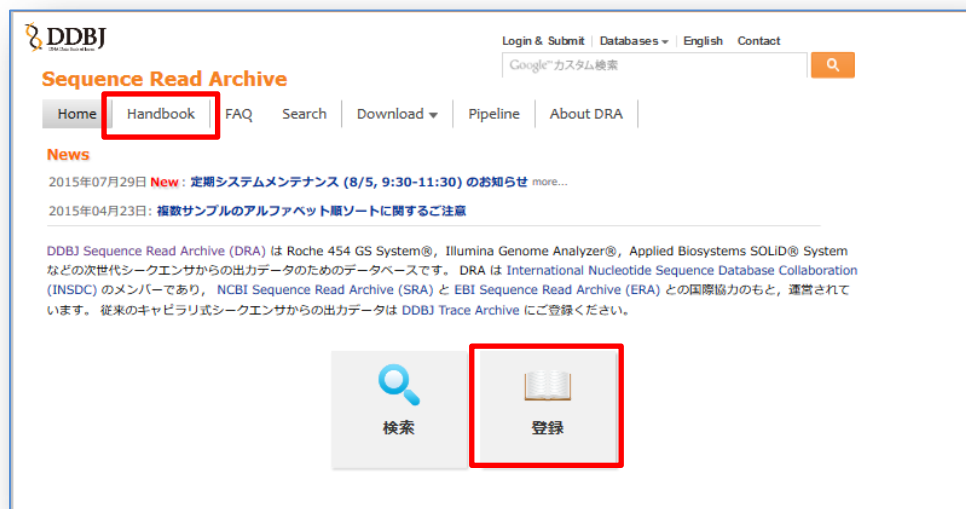 DDBJ
Login & Submit | Databases | English Contact
Google™ カスタム検索
Sequence Read Archive
Home Handbook FAQ Search Download Pipeline About DRA
News
2015年07月29日 New : 定期システムメンテナンス (8/5, 9:30-11:30) のお知らせ more...
2015年04月23日: 複数サンプルのアルファベット順ソートに関するご注意
DDBJ Sequence Read Archive (DRA) は Roche 454 GS System®, Illumina Genome Analyzer®, Applied Biosystems SOLiD® System
などの次世代シークエンサからの出力データのためのデータベースです。 DRA は International Nucleotide Sequence Database Collaboration
(INSDC) のメンバーであり, NCBI Sequence Read Archive (SRA) と EBI Sequence Read Archive (ERA) との国際協力のもと，運営されて
います。 従来のキャピラリ式シークエンサからの出力データは DDBJ Trace Archive にご登録ください。
検索 登録